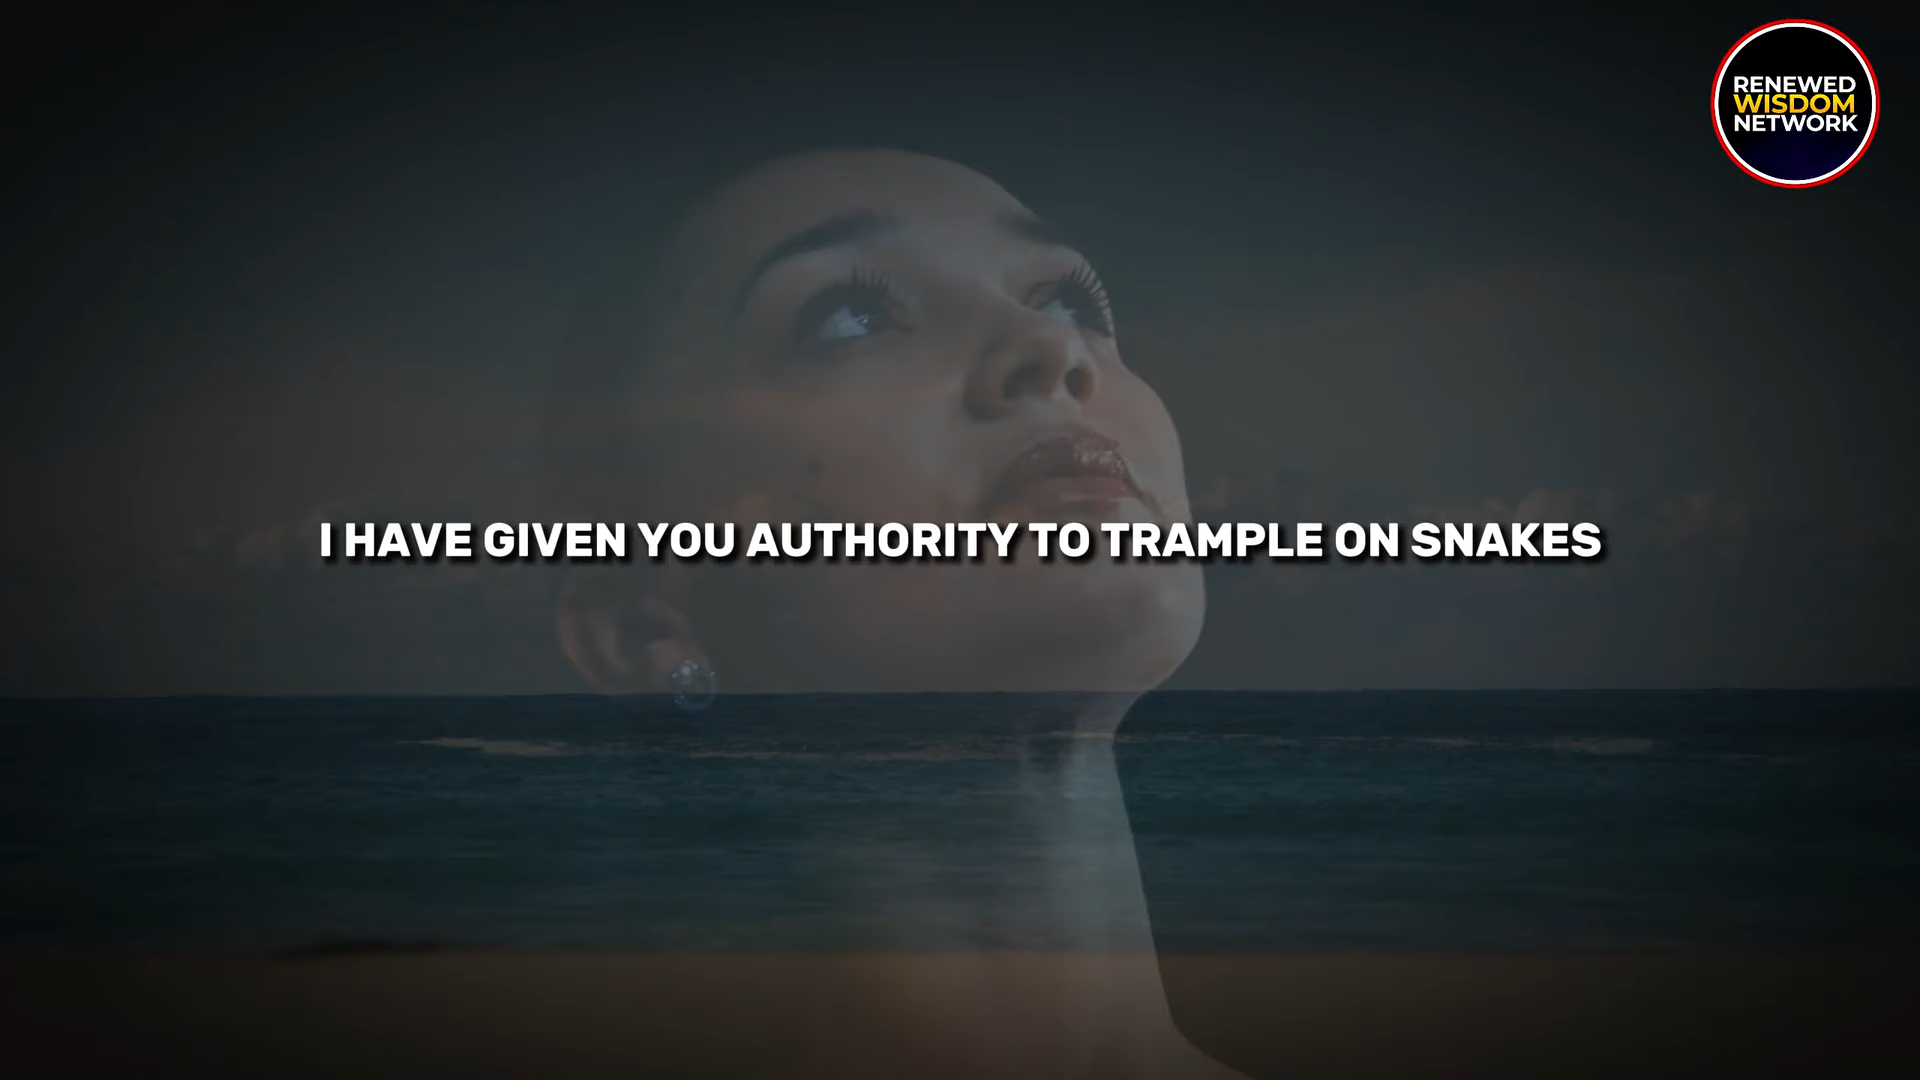 RENEWED
WISDOM
NETWORK
I HAVE GIVEN YOU AUTHORITY TO TRAMPLE ON SNAKES